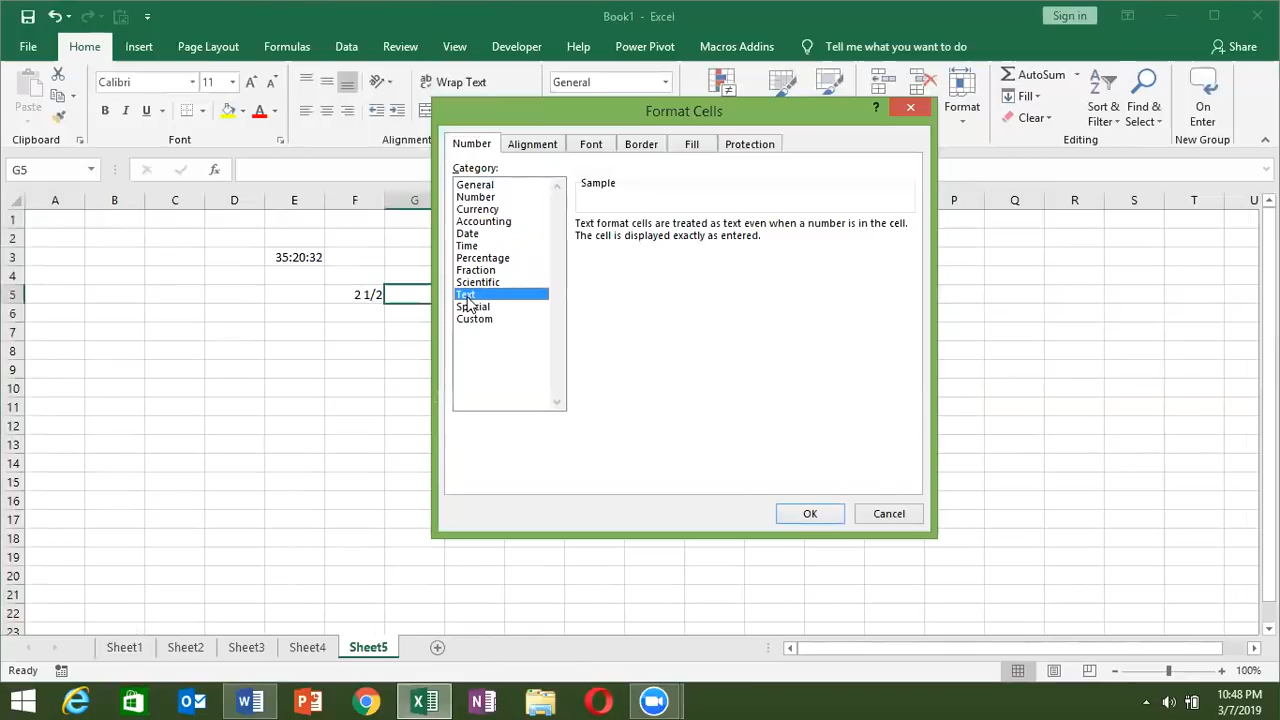 Book1 - Excel
Sign in
File Home Insert Page Layout Formulas Data Review View Developer Help Power Pivot Macros Addins Tell me what you want to do Share
Paste
Calibri 11
Wrap Text
General
Format
AutoSum
Fill
Clear
Sort & Filter
Find & Select
On Enter
Clipboard Font Alignment Editing New Group
G5
fx
A B C D E F G P Q R S T U
1
2
3 35:20:32
4
5 2 1/2
6
7
8
9
10
11
12
13
14
15
16
17
18
19
20
21
22
23
Format Cells
?
Number Alignment Font Border Fill Protection
Category:
General
Number
Currency
Accounting
Date
Time
Percentage
Fraction
Scientific
Text
Special
Custom
Sample
Text format cells are treated as text even when a number is in the cell.
The cell is displayed exactly as entered.
OK Cancel
Sheet1 Sheet2 Sheet3 Sheet4 Sheet5
Ready
100%
10:48 PM
3/7/2019